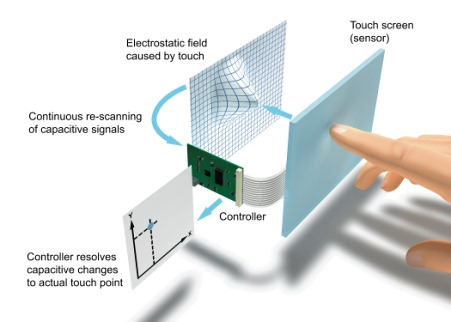 Electrostatic field
caused by touch
Touch screen
(sensor)
Continuous re-scanning
of capacitive signals
Controller
Y
X
Controller resolves
capacitive changes
to actual touch point